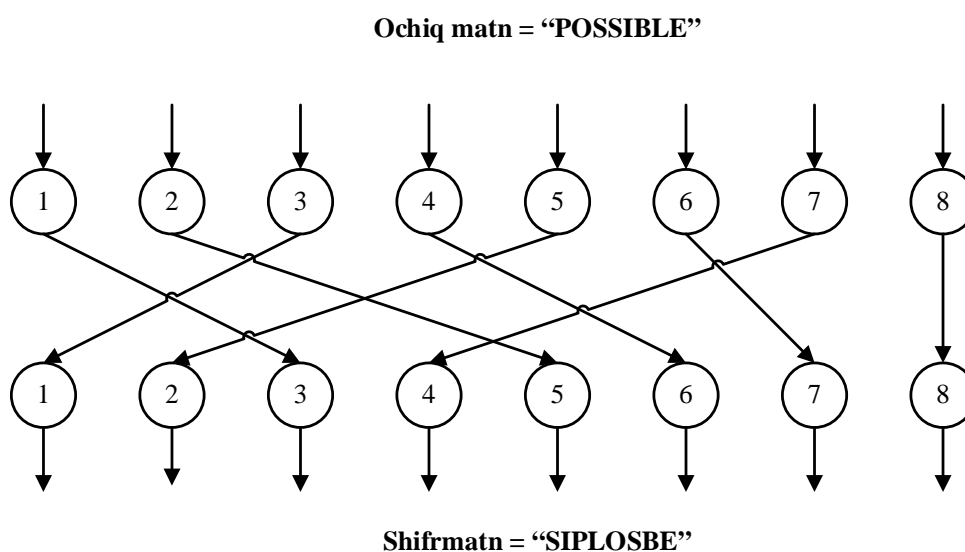 Ochiq matn = “POSSIBLE”
1 2 3 4 5 6 7 8
1 2 3 4 5 6 7 8
Shifrmatn = “SIPLOSBE”